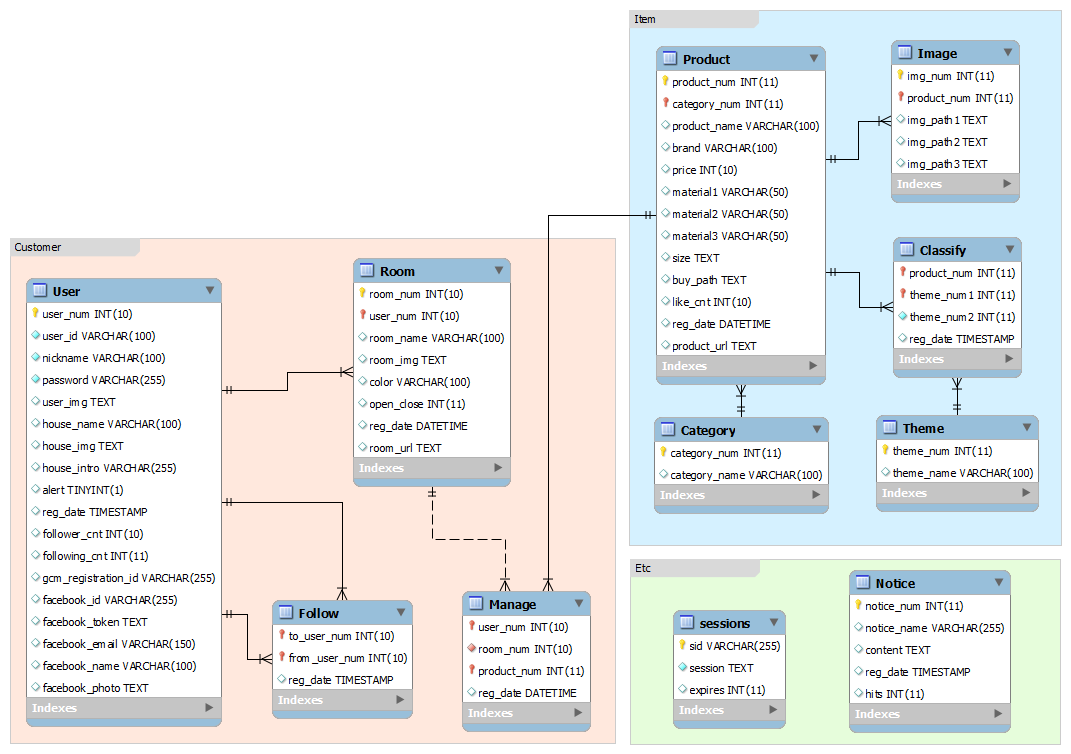 Item
Product
product_num INT(11)
category_num INT(11)
product_name VARCHAR(100)
brand VARCHAR(100)
price INT(10)
material1 VARCHAR(50)
material2 VARCHAR(50)
material3 VARCHAR(50)
size TEXT
buy_path TEXT
like_cnt INT(10)
reg_date DATETIME
product_url TEXT
Indexes
Image
img_num INT(11)
product_num INT(11)
img_path1 TEXT
img_path2 TEXT
img_path3 TEXT
Indexes
Classify
product_num INT(11)
theme_num1 INT(11)
theme_num2 INT(11)
reg_date TIMESTAMP
Indexes
Category
category_num INT(11)
category_name VARCHAR(100)
Indexes
Theme
theme_num INT(11)
theme_name VARCHAR(100)
Indexes
Customer
User
user_num INT(10)
user_id VARCHAR(100)
nickname VARCHAR(100)
password VARCHAR(255)
user_img TEXT
house_name VARCHAR(100)
house_img TEXT
house_intro VARCHAR(255)
alert TINYINT(1)
reg_date TIMESTAMP
follower_cnt INT(10)
following_cnt INT(11)
gcm_registration_id VARCHAR(255)
facebook_id VARCHAR(255)
facebook_token TEXT
facebook_email VARCHAR(150)
facebook_name VARCHAR(100)
facebook_photo TEXT
Indexes
Room
room_num INT(10)
user_num INT(10)
room_name VARCHAR(100)
room_img TEXT
color VARCHAR(100)
open_close INT(11)
reg_date DATETIME
room_url TEXT
Indexes
Follow
to_user_num INT(10)
from_user_num INT(10)
reg_date TIMESTAMP
Indexes
Manage
user_num INT(10)
room_num INT(10)
product_num INT(11)
reg_date DATETIME
Indexes
Etc
sessions
sid VARCHAR(255)
session TEXT
expires INT(11)
Indexes
Notice
notice_num INT(11)
notice_name VARCHAR(255)
content TEXT
reg_date TIMESTAMP
hits INT(11)
Indexes